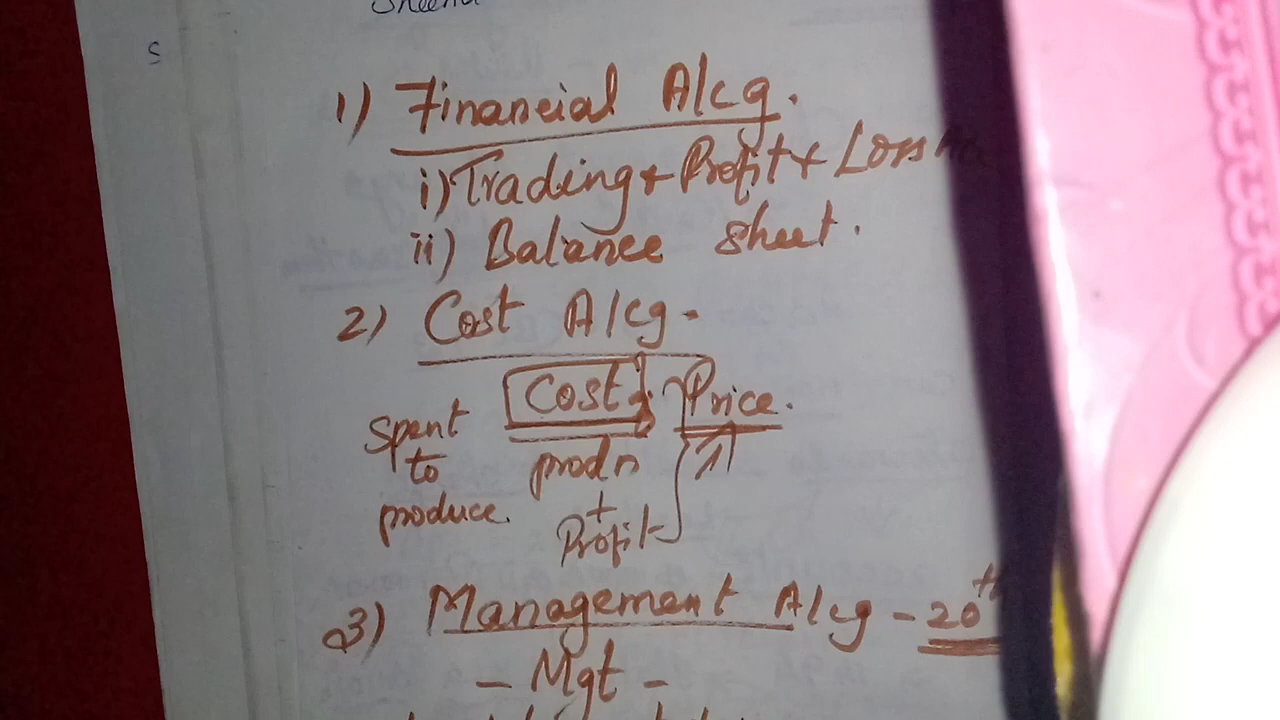 S
1) Financial A/cg.
i) Trading & Profit & Loss
ii) Balance sheet.
2) Cost A/cg.
Cost Price.
spent to produce
prodn + Profit
3) Management A/cg - 20th
- Mgt -